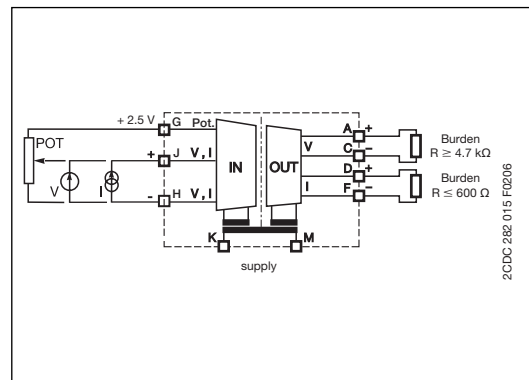 + 2.5 V
G Pot.
POT
A +
V
C –
Burden
R ≥ 4.7 kΩ
+ J V, I
IN
OUT
D +
I
F –
Burden
R ≤ 600 Ω
V
I
- H V, I
K
M
supply
2CDC 282 015 F0206